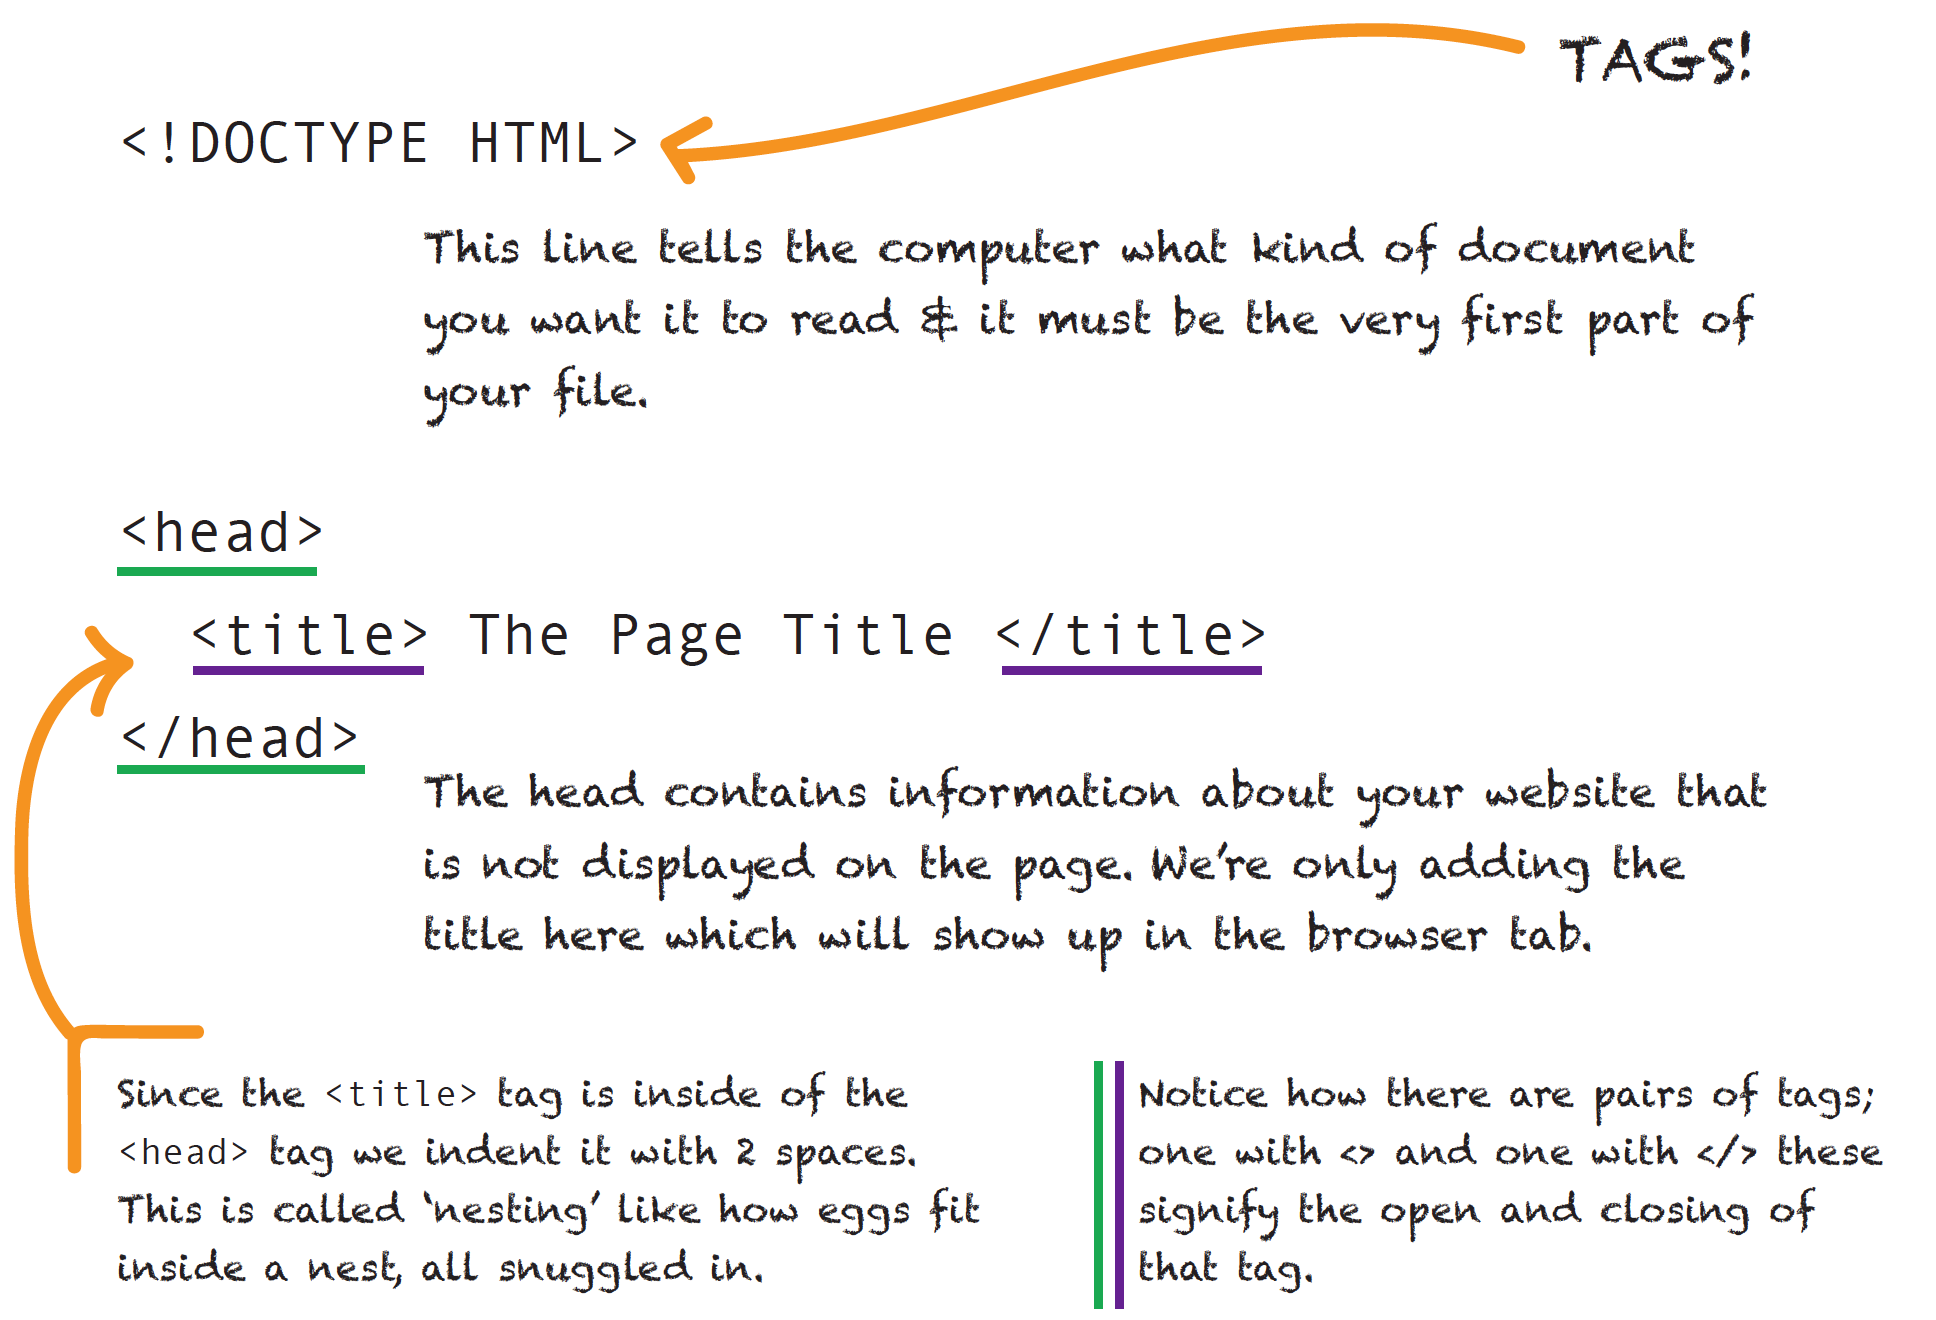 TAGS!
<!DOCTYPE HTML>
This line tells the computer what kind of document
you want it to read & it must be the very first part of
your file.
<head>
<title> The Page Title </title>
</head>
The head contains information about your website that
is not displayed on the page. We're only adding the
title here which will show up in the browser tab.
Since the <title> tag is inside of the
<head> tag we indent it with 2 spaces.
This is called ‘nesting’ like how eggs fit
inside a nest, all snuggled in.
Notice how there are pairs of tags;
one with <> and one with </> these
signify the open and closing of
that tag.